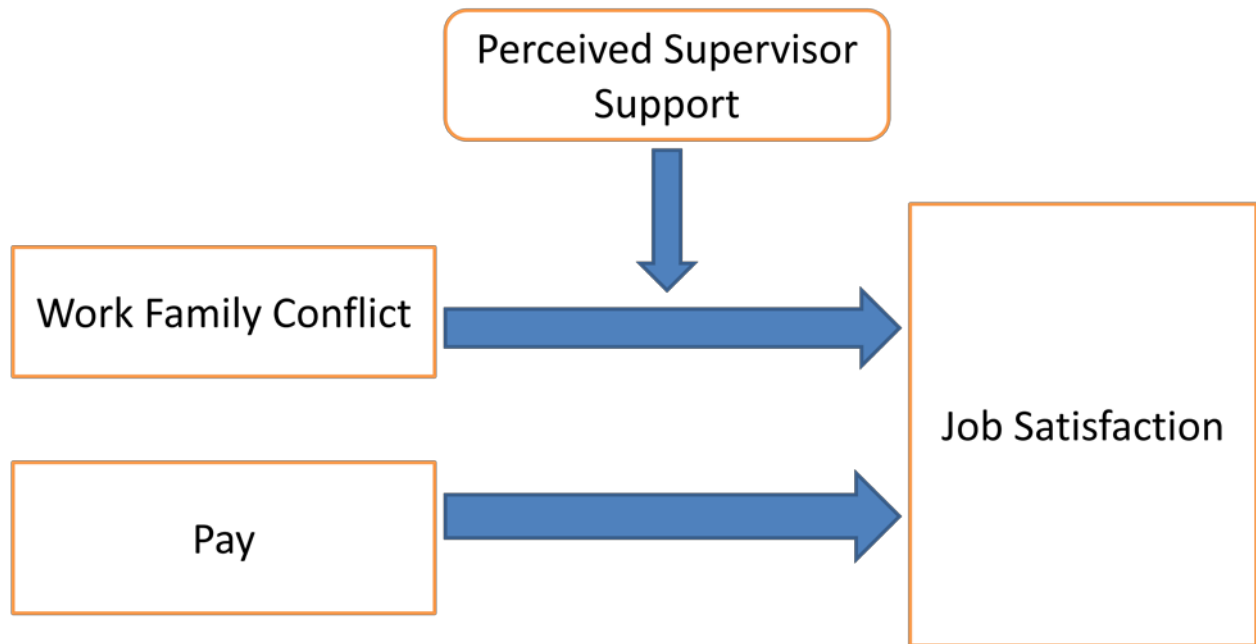 Perceived Supervisor
Support
Work Family Conflict
Job Satisfaction
Pay